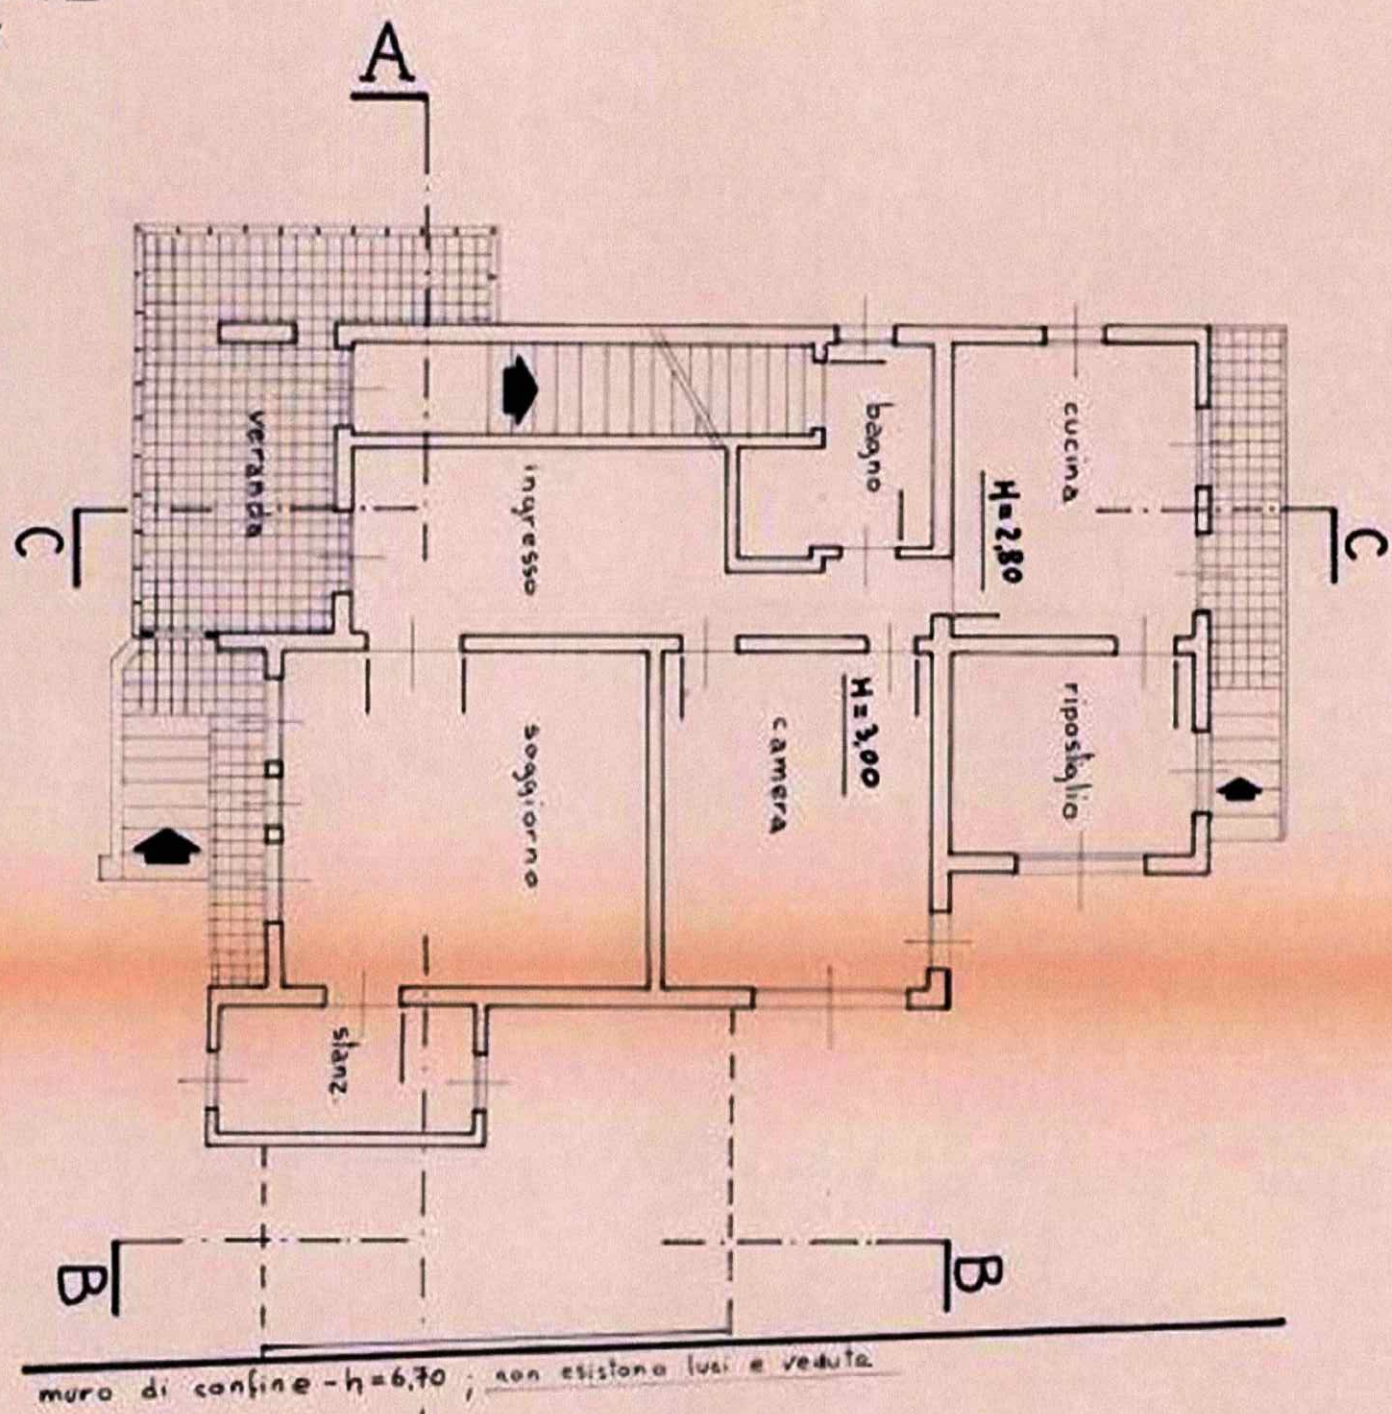 A
veranda
ingresso
bagno
cucina
H=2,80
C
C
soggiorno
camera
H=3,00
ripostiglio
stanz.
B
B
muro di confine - h=6,70 ; non esistono luci e vedute